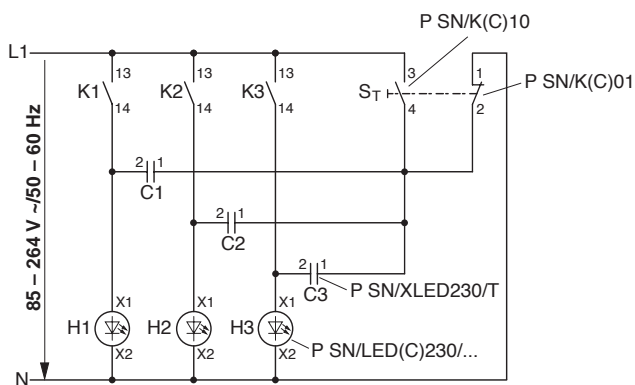 P SN/K(C)10
L1
13
13
13
3
1
K1
K2
K3
S_T
P SN/K(C)01
14
14
14
4
2
85 – 264 V ~/50 – 60 Hz
2 1
C1
2 1
C2
2 1
C3
P SN/XLED230/T
X1
X1
X1
H1
H2
H3
X2
X2
X2
P SN/LED(C)230/...
N